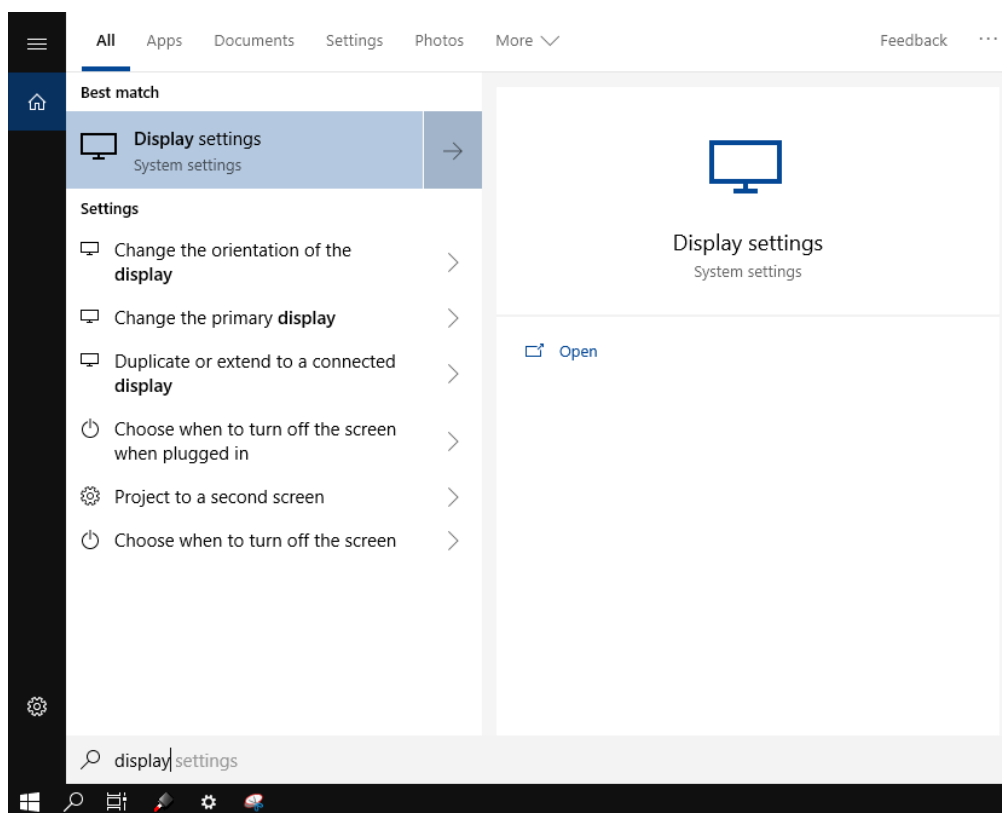 All Apps Documents Settings Photos More Feedback ...
Best match
Display settings
System settings
Settings
Change the orientation of the
display
Change the primary display
Duplicate or extend to a connected
display
Choose when to turn off the screen
when plugged in
Project to a second screen
Choose when to turn off the screen
Display settings
System settings
Open
display settings